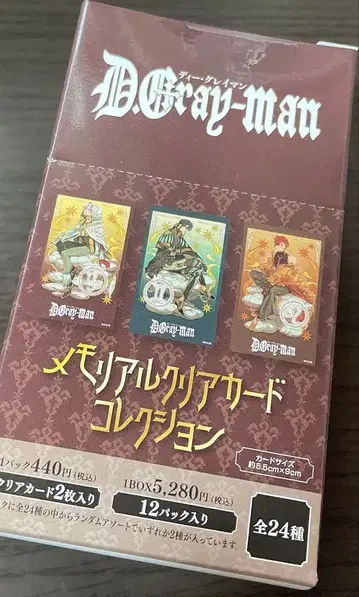 ディー・グレイマン
D.Gray-man
D.Gray-man
D.Gray-man
D.Gray-man
メモリアルクリアカード
コレクション
カードサイズ
約5.5cm×9cm
1パック440円(税込)
クリアカード2枚入り
1BOX5,280円(税込)
12パック入り
全24種
クに全24種の中からランダムアソートでいずれか2種が入っています。